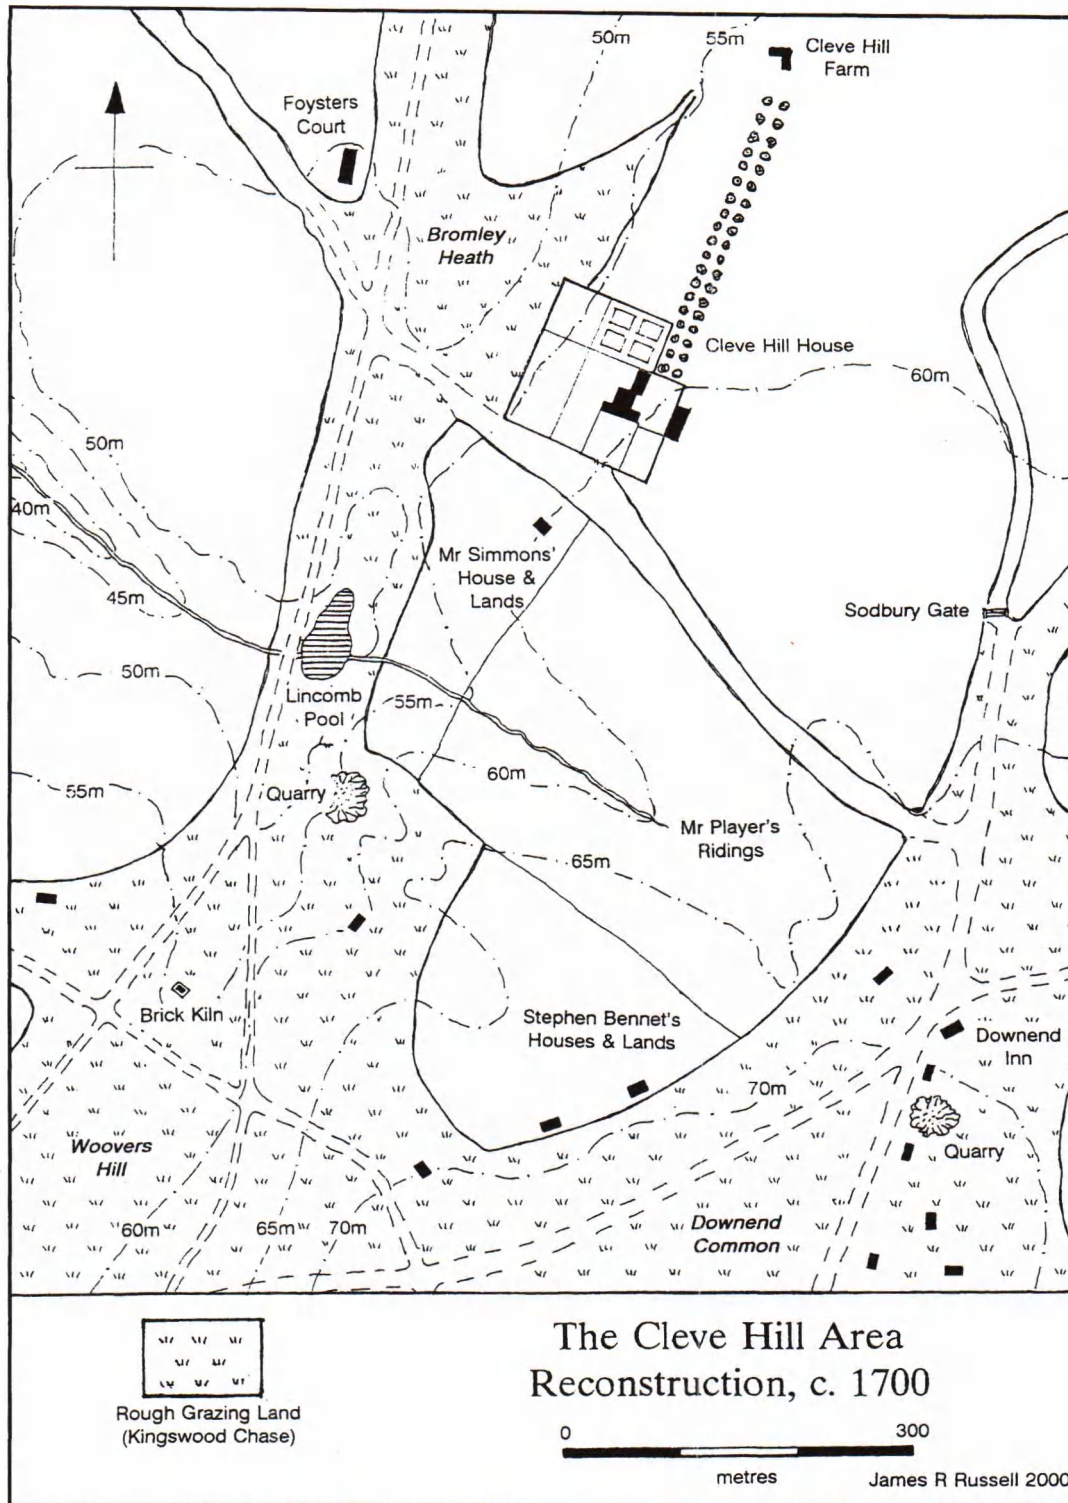 50m
55m
Cleve Hill
Farm
Foysters
Court
Bromley
Heath
Cleve Hill House
60m
50m
40m
Mr Simmons'
House &
Lands
45m
Sodbury Gate
50m
Lincomb
Pool
55m
60m
55m
Quarry
Mr Player's
Ridings
65m
Brick Kiln
Stephen Bennet's
Houses & Lands
Downend
Inn
70m
Woovers
Hill
Quarry
60m
65m
70m
Downend
Common
Rough Grazing Land
(Kingswood Chase)
The Cleve Hill Area
Reconstruction, c. 1700
0
300
metres
James R Russell 2000